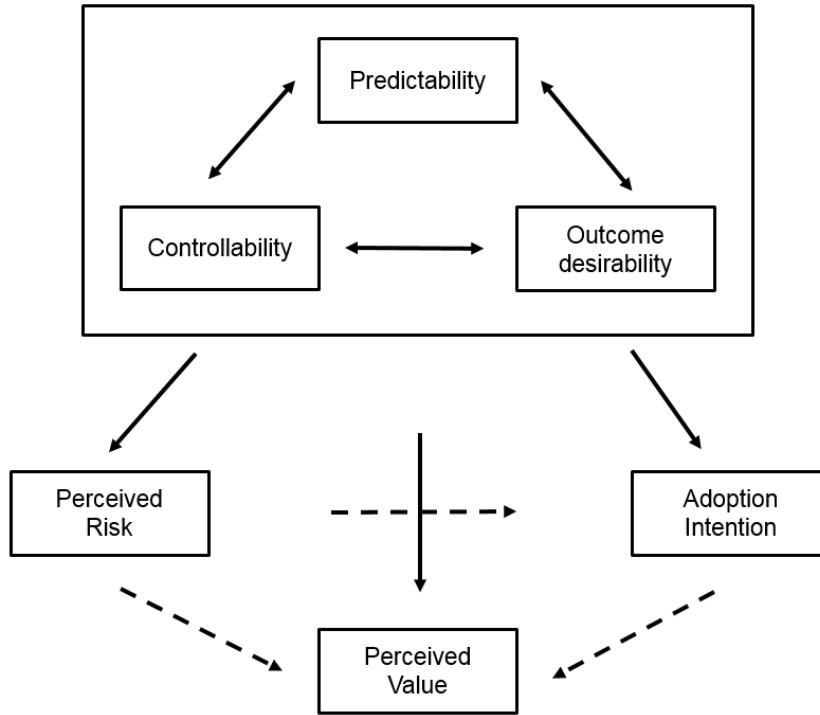 Predictability
Controllability
Outcome
desirability
Perceived
Risk
Adoption
Intention
Perceived
Value